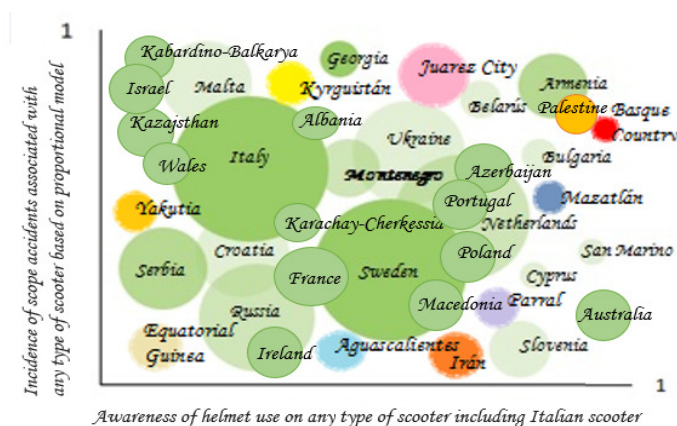 1
Incidence of scope accidents associated with
any type of scooter based on proportional model
Kabardino-Balkarya
Georgia
Juarez City
Israel
Malta
Kyrguistán
Armenia
Belarús
Palestine
Basque
Country
Kazajsthan
Albania
Ukraine
Wales
Italy
Montenegro
Azerbaijan
Bulgaria
Yakutia
Portugal
Mazatlán
Karachay-Cherkessia
Netherlands
Croatia
Poland
San Marino
Serbia
France
Sweden
Cyprus
Russia
Macedonia
Parral
Australia
Equatorial
Guinea
Ireland
Aguascalientes
Irán
Slovenia
1
Awareness of helmet use on any type of scooter including Italian scooter